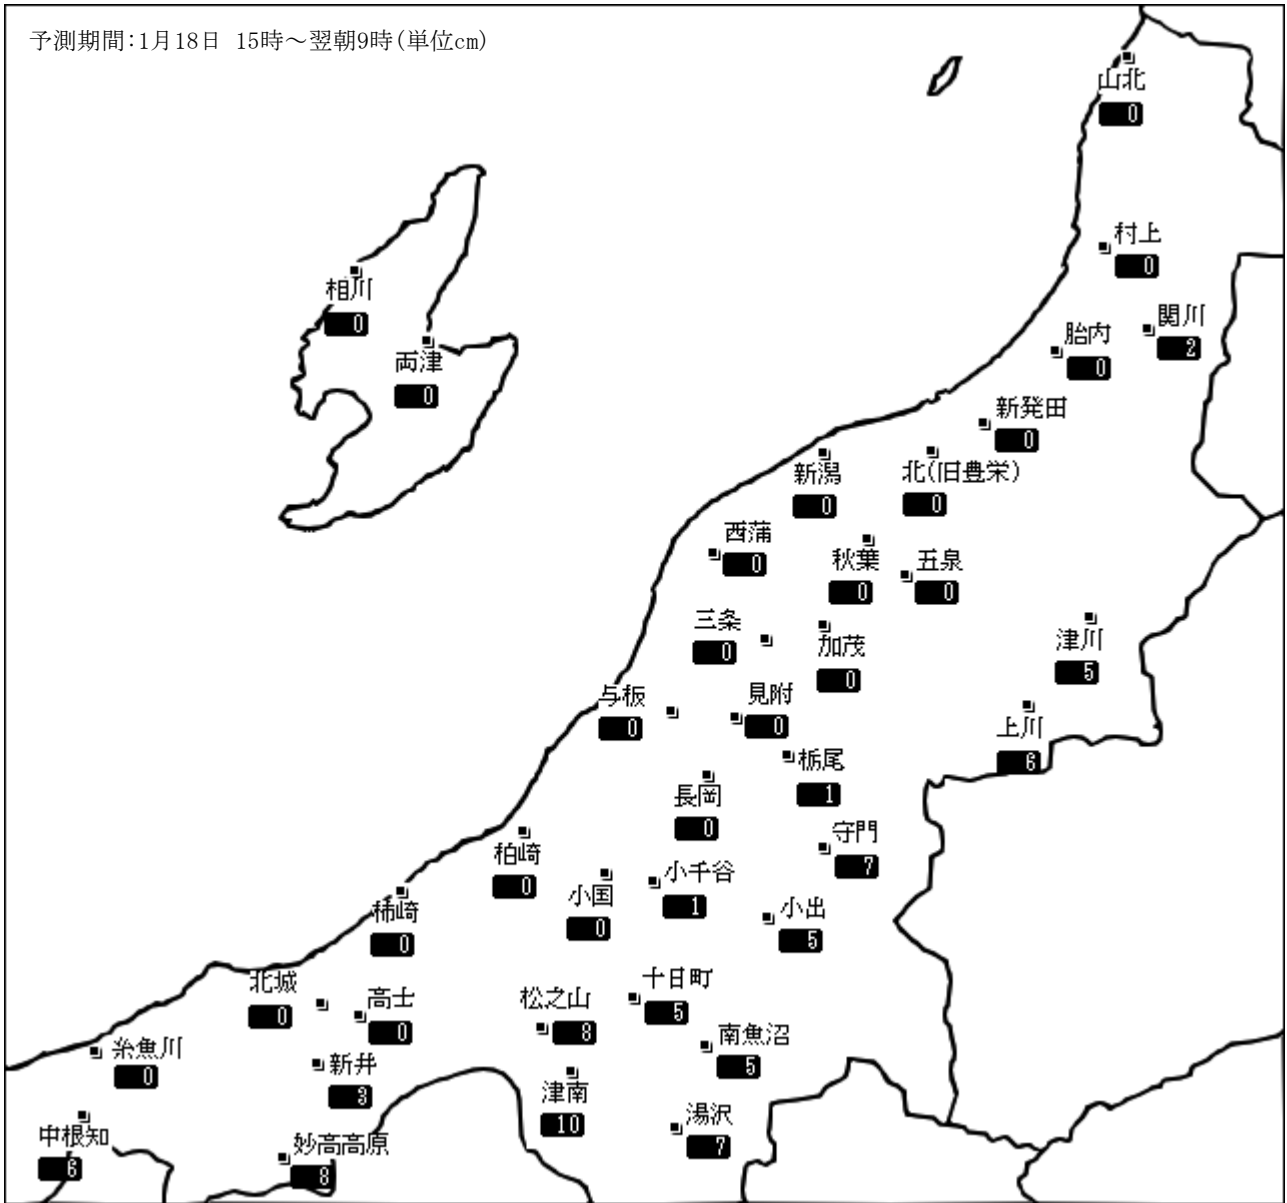 予測期間:1月18日 15時～翌朝9時(単位cm)
山北
0
村上
0
相川
0
関川
2
胎内
0
両津
0
新発田
0
新潟
0
北(旧豊栄)
0
西蒲
0
秋葉
0
五泉
0
三条
0
加茂
0
津川
5
与板
0
見附
0
上川
6
栃尾
1
長岡
0
守門
7
柏崎
0
小千谷
1
小国
0
小出
5
柿崎
0
北城
0
高士
0
松之山
8
十日町
5
南魚沼
5
糸魚川
0
新井
3
津南
10
湯沢
7
中根知
6
妙高高原
8